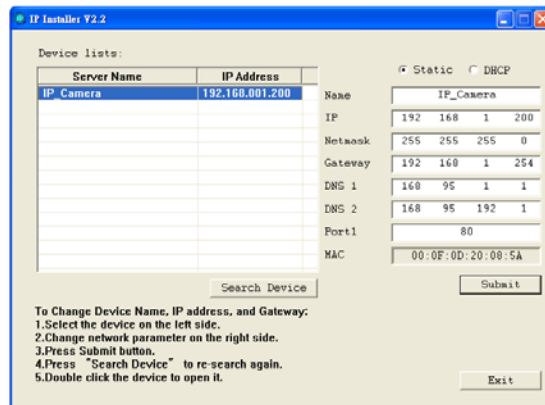 IP Installer V2.2
Device lists:
Server Name IP Address
IP_Camera 192.168.001.200
Static DHCP
Name IP_Camera
IP 192 168 1 200
Netmask 255 255 255 0
Gateway 192 168 1 254
DNS 1 168 95 1 1
DNS 2 168 95 192 1
Port1 80
MAC 00:0F:0D:20:08:5A
Search Device
Submit
To Change Device Name, IP address, and Gateway:
1.Select the device on the left side.
2.Change network parameter on the right side.
3.Press Submit button.
4.Press “Search Device” to re-search again.
5.Double click the device to open it.
Exit